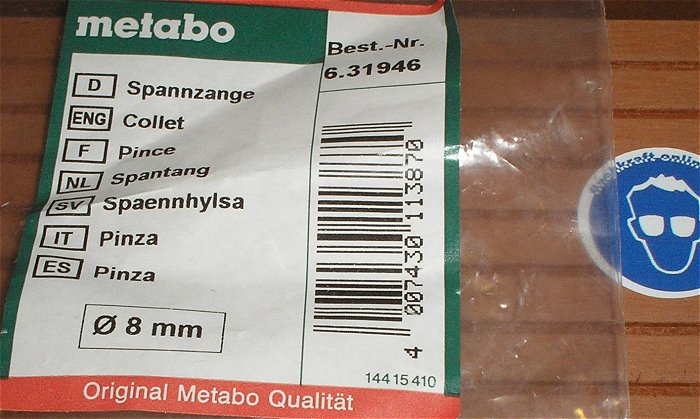 metabo
Best.-Nr.
6.31946
D Spannzange
ENG Collet
F Pince
NL Spantang
SV Spaennhylsa
IT Pinza
ES Pinza
Ø 8 mm
4 007430 113870
144 15 410
Original Metabo Qualität